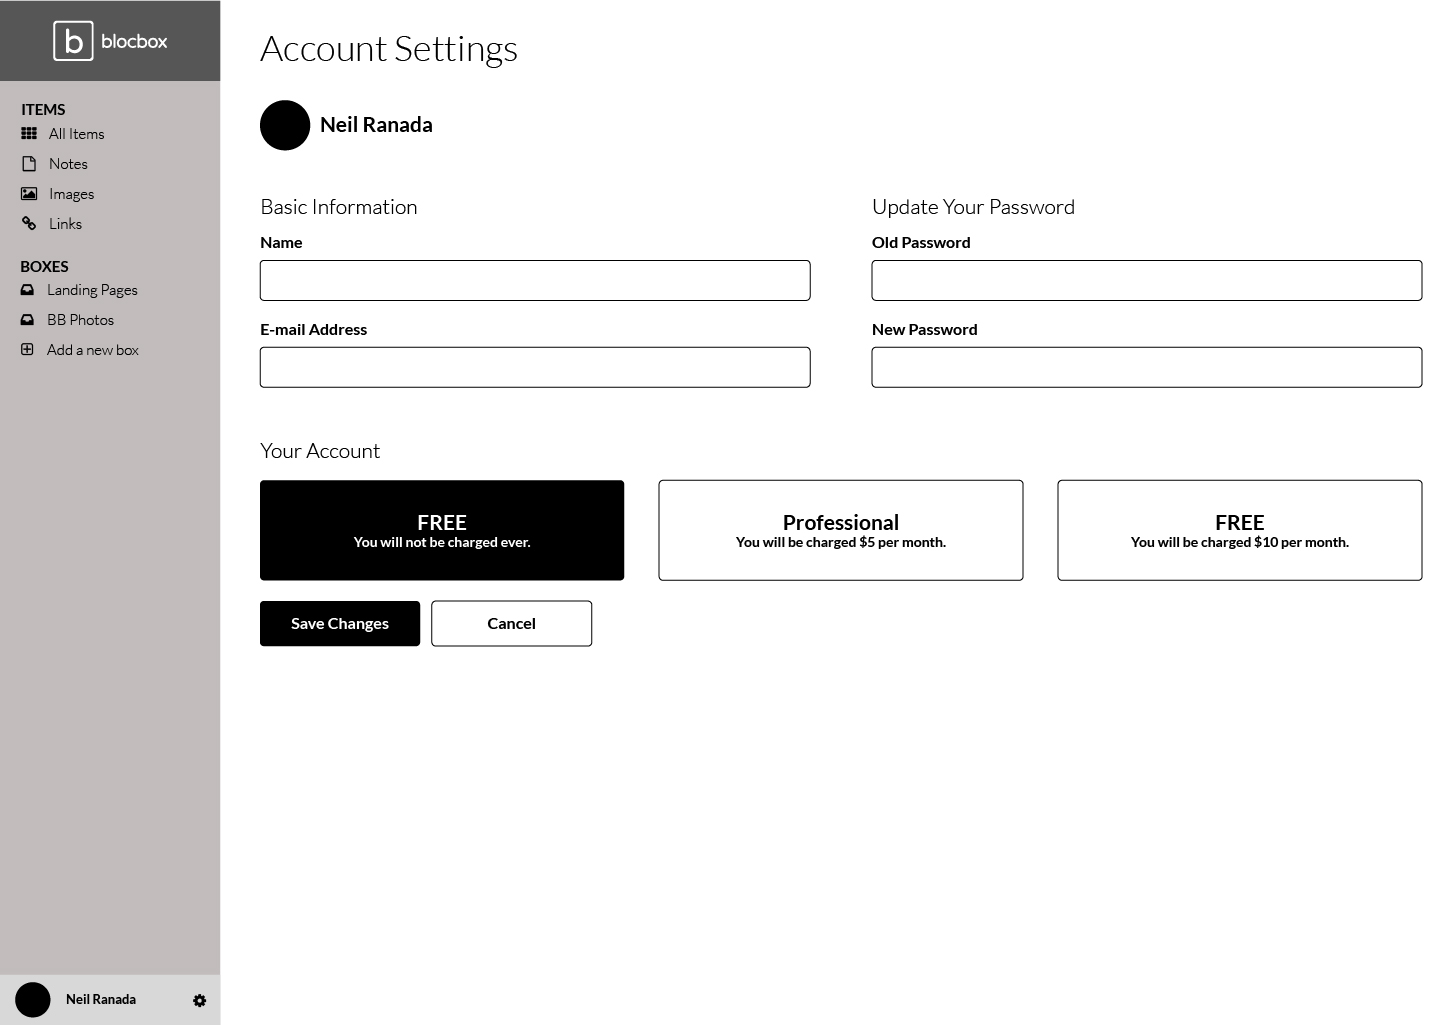 b blocbox
ITEMS
All Items
Notes
Images
Links
BOXES
Landing Pages
BB Photos
Add a new box
Neil Ranada
Account Settings
Neil Ranada
Basic Information
Name
E-mail Address
Update Your Password
Old Password
New Password
Your Account
FREE
You will not be charged ever.
Professional
You will be charged $5 per month.
FREE
You will be charged $10 per month.
Save Changes
Cancel